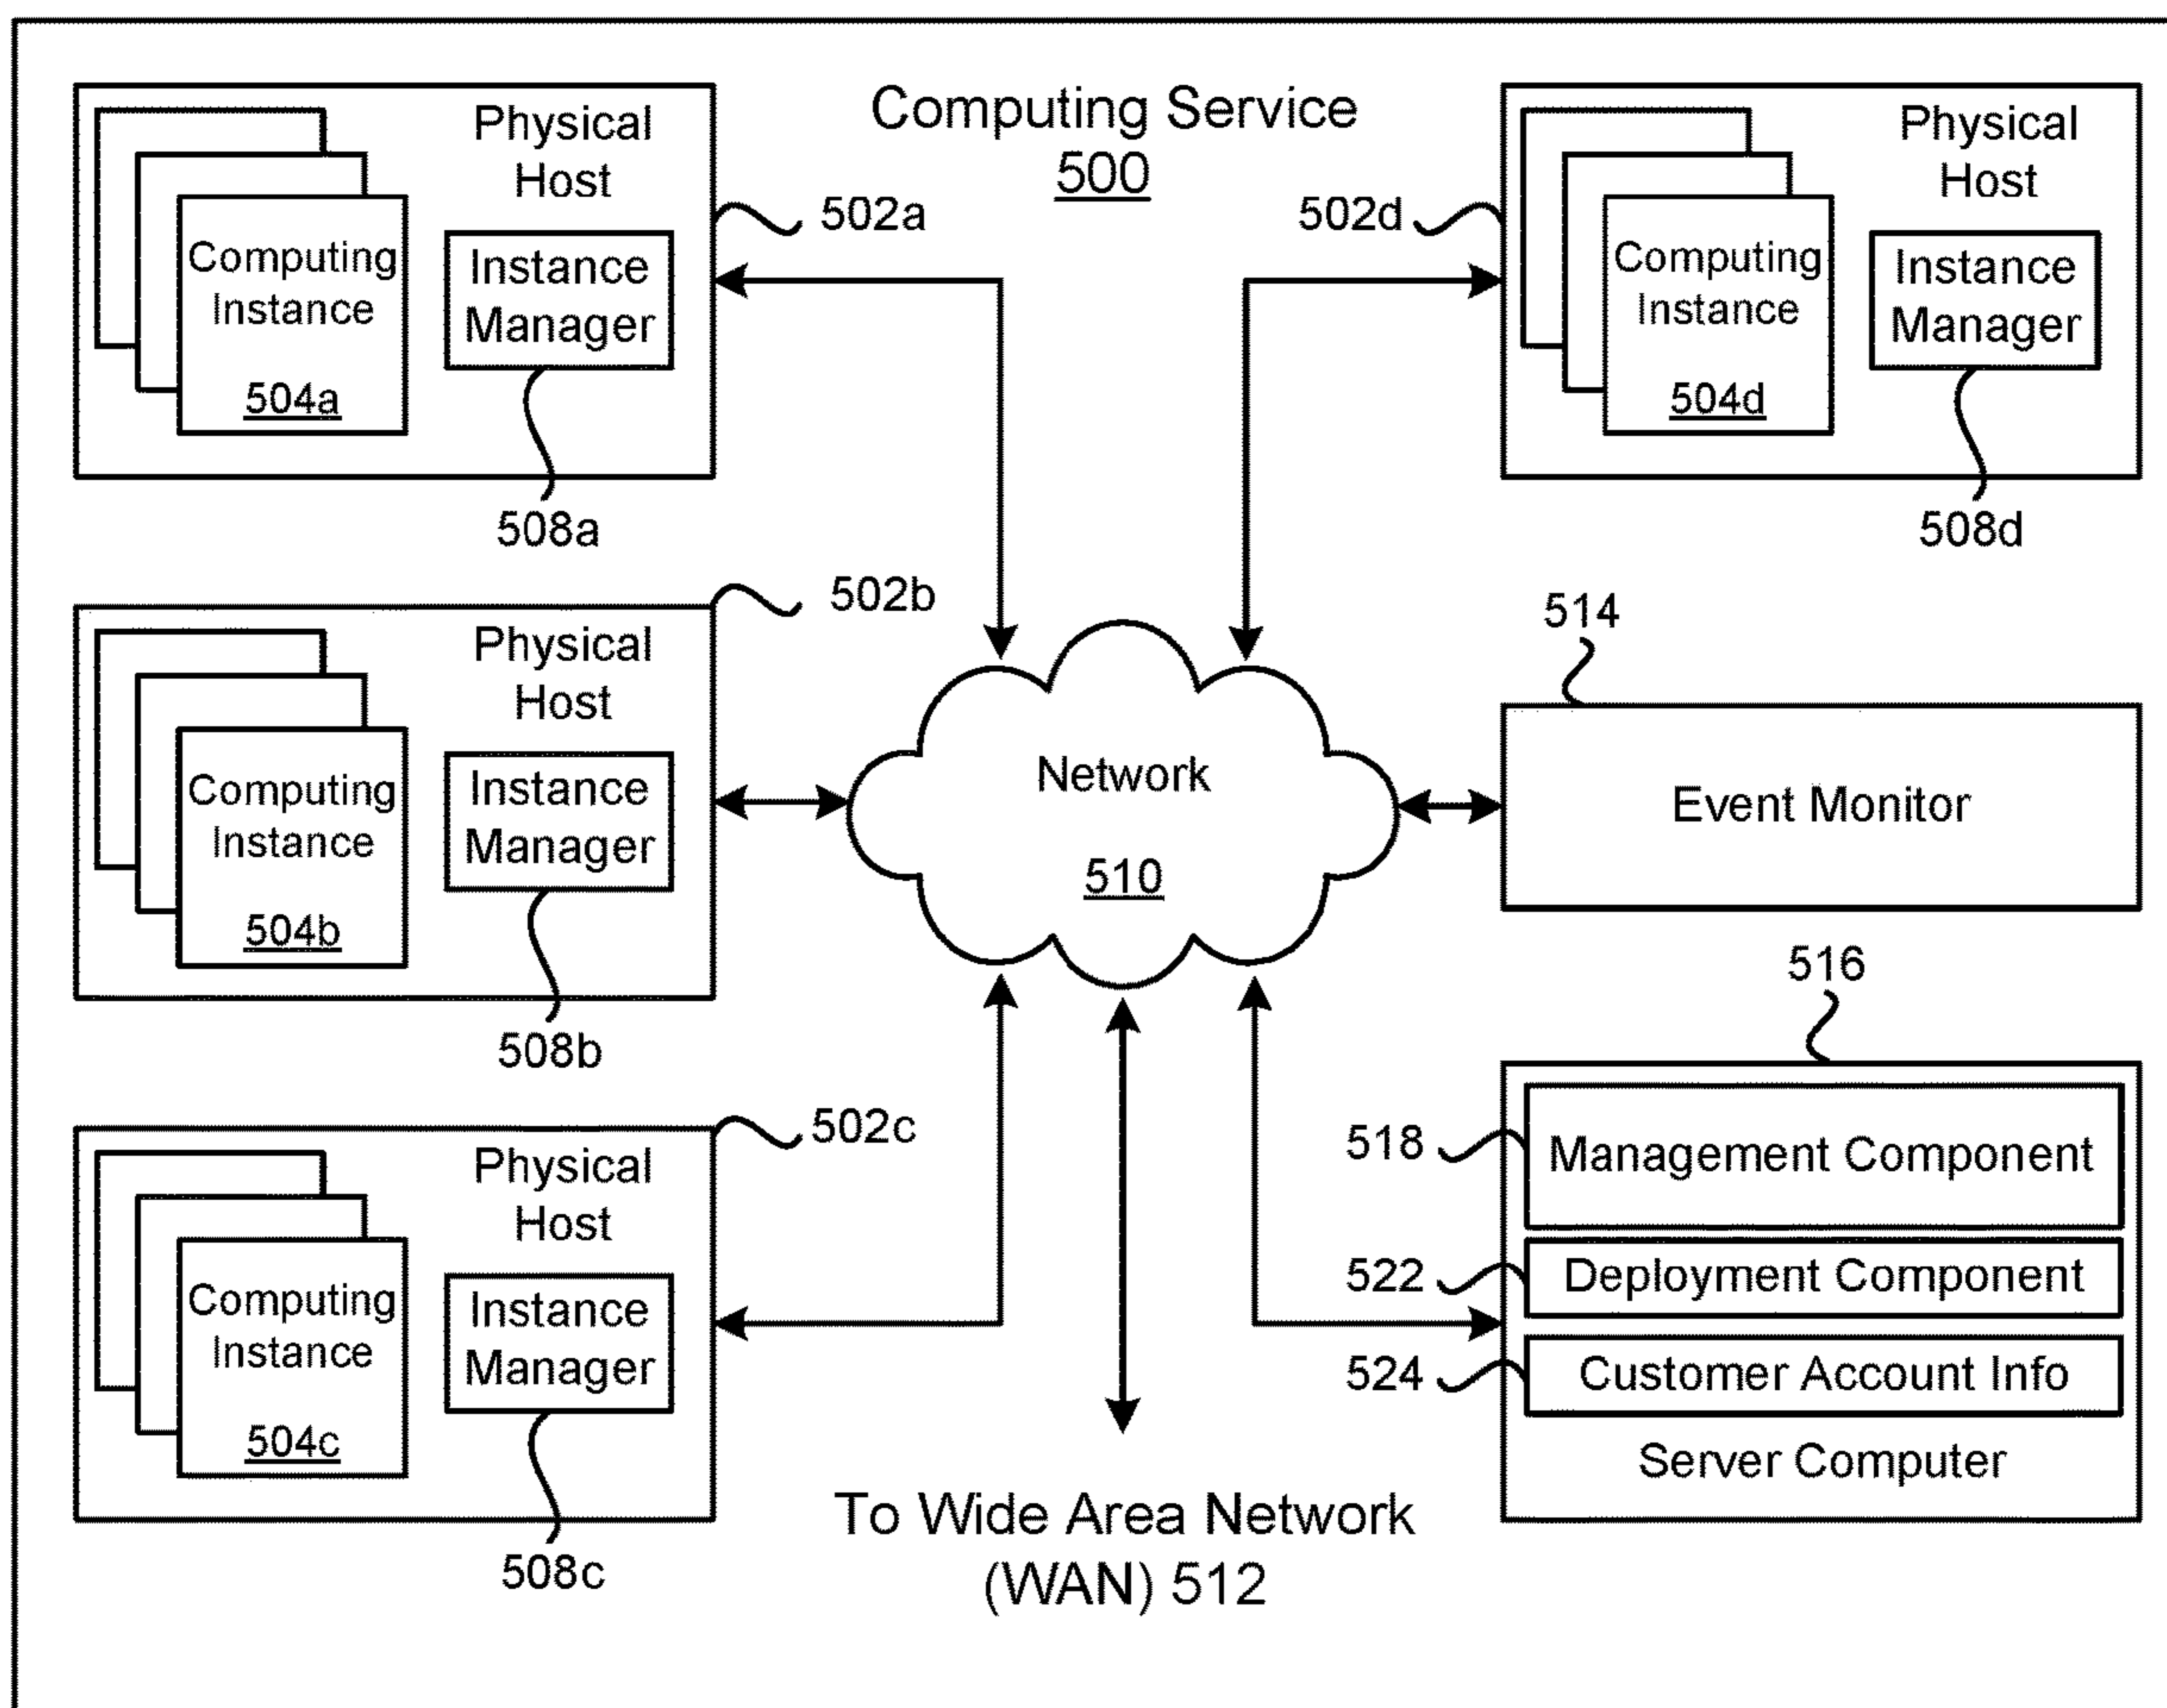 Computing Service
500
Physical
Host
Computing
Instance
504a
Instance
Manager
502a
508a
Physical
Host
Computing
Instance
504d
Instance
Manager
502d
508d
Physical
Host
Computing
Instance
504b
Instance
Manager
502b
508b
Network
510
514
Event Monitor
Physical
Host
Computing
Instance
504c
Instance
Manager
502c
508c
516
518
Management Component
522
Deployment Component
524
Customer Account Info
Server Computer
To Wide Area Network
(WAN) 512